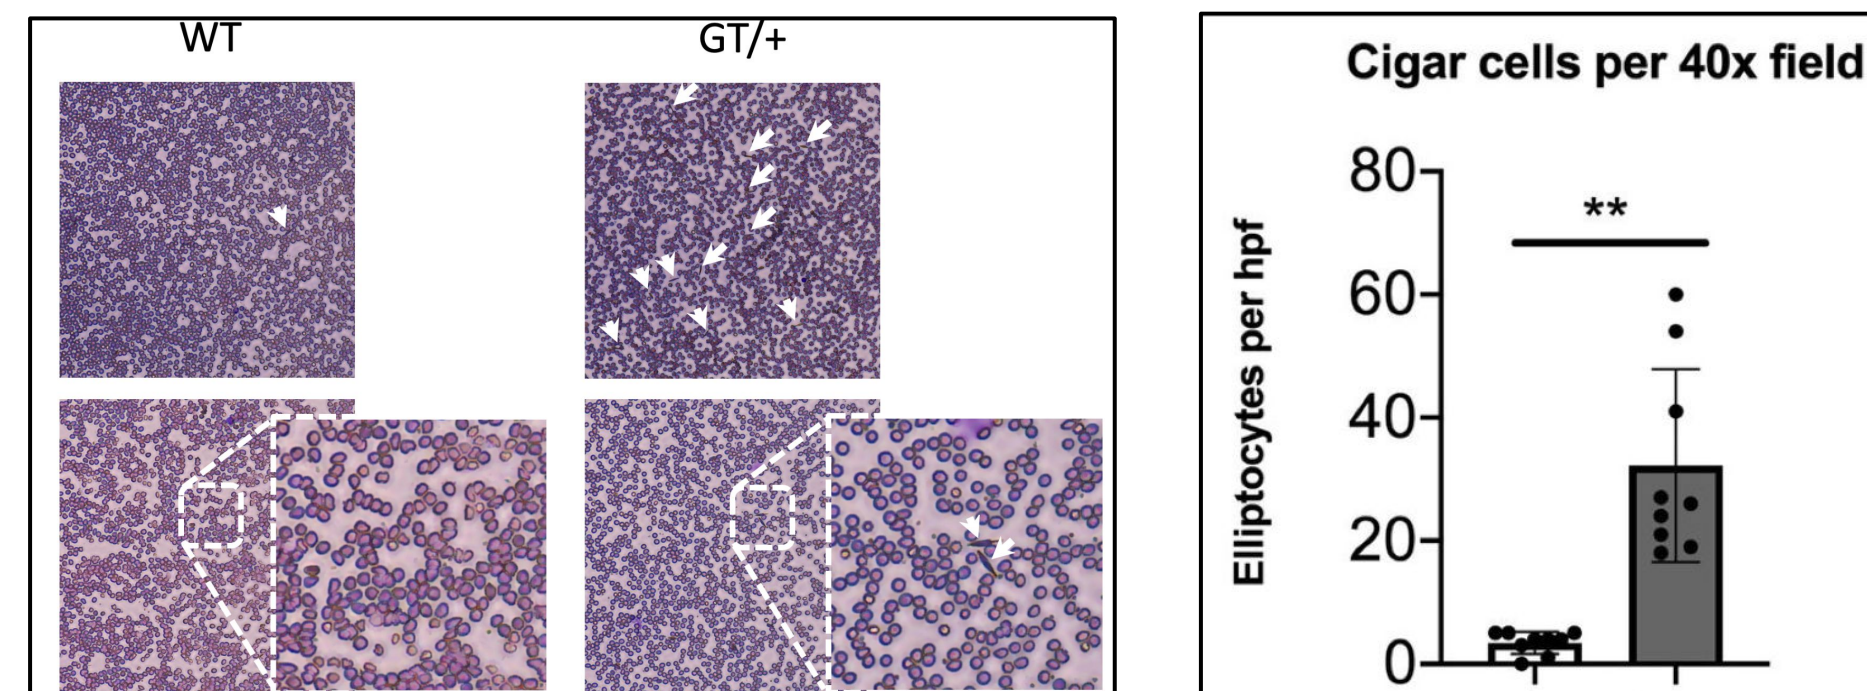 WT
GT/+
Cigar cells per 40x field
Elliptocytes per hpf
80
60
40
20
0
**